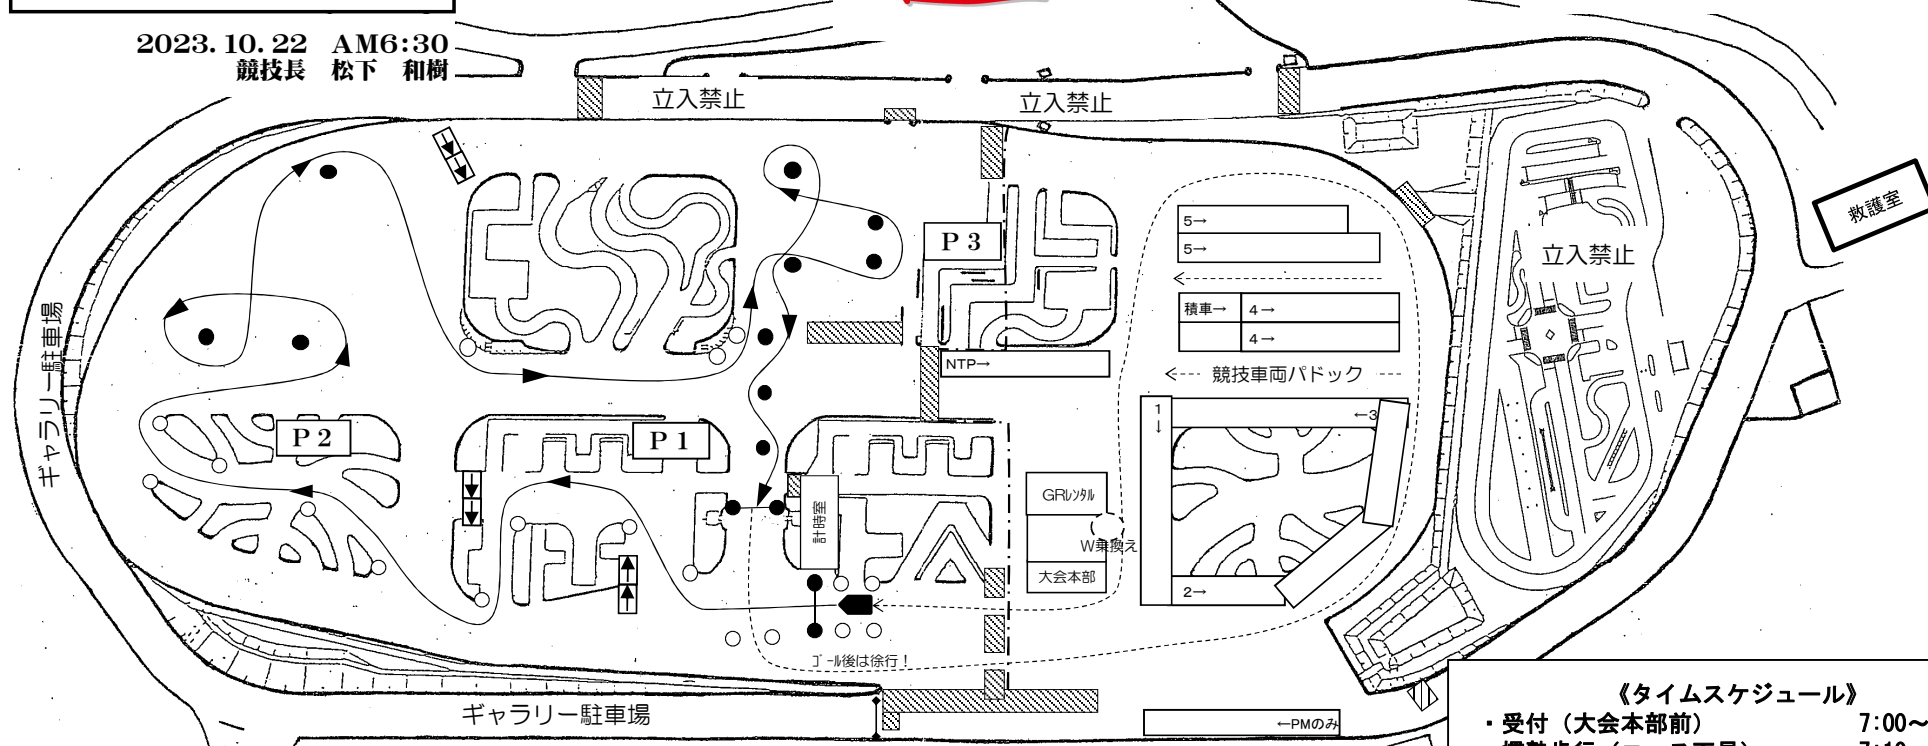 2023.10.22 AM6:30
競技長 松下 和樹
立入禁止
立入禁止
救護室
P 3
5→
5→
立入禁止
積車→ 4→
4→
NTP→
←-- 競技車両パドック ---
ギャラリー駐車場
P 2
P 1
1
↓
←3
計時室
GRﾚﾝﾀﾙ
W乗換え
大会本部
2→
ｺﾞｰﾙ後は徐行！
ギャラリー駐車場
←PMのみ
《タイムスケジュール》
・受付（大会本部前） 7:00～